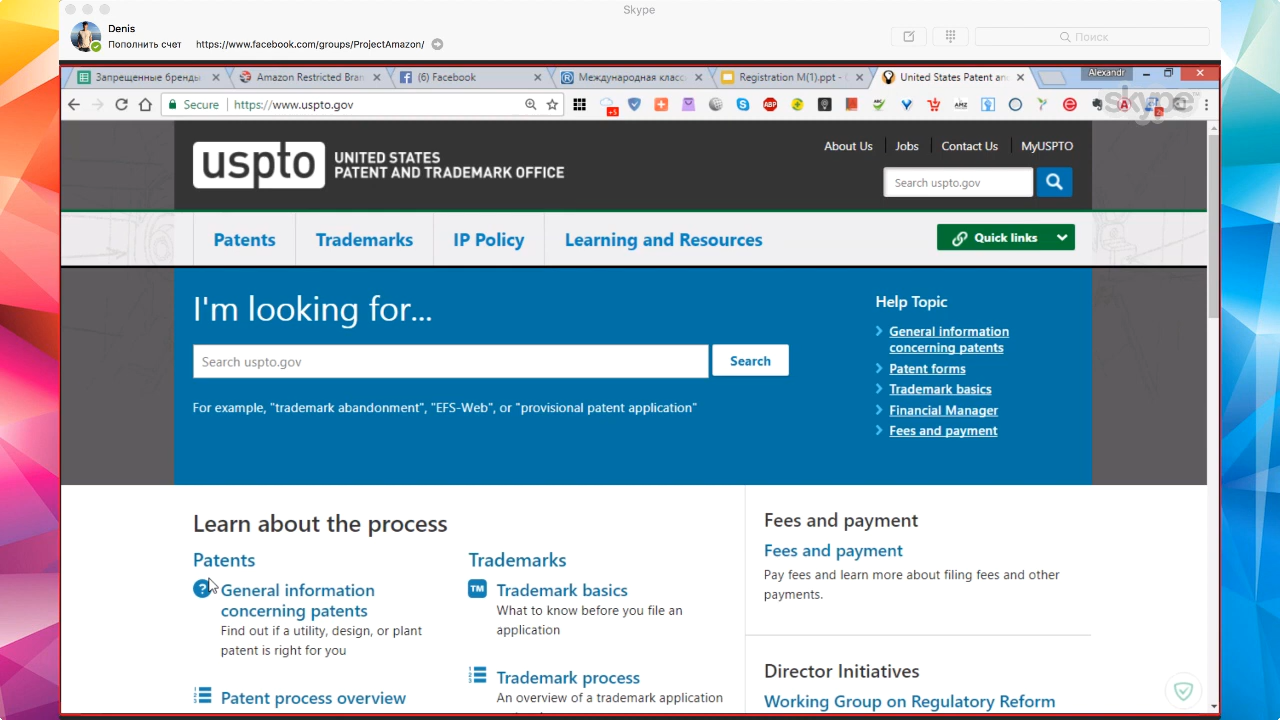 Skype
Denis
Пополнить счет https://www.facebook.com/groups/ProjectAmazon/
Поиск
Запрещенные бренды
Amazon Restricted Bran
(6) Facebook
Международная класс
Registration M(1).ppt - G
United States Patent an
Alexandr
Secure https://www.uspto.gov
skype
uspto
UNITED STATES
PATENT AND TRADEMARK OFFICE
About Us Jobs Contact Us MyUSPTO
Search uspto.gov
Patents Trademarks IP Policy Learning and Resources
Quick links
I'm looking for...
Search uspto.gov
Search
For example, "trademark abandonment", "EFS-Web", or "provisional patent application"
Help Topic
General information
concerning patents
Patent forms
Trademark basics
Financial Manager
Fees and payment
Learn about the process
Patents
General information
concerning patents
Find out if a utility, design, or plant
patent is right for you
Patent process overview
Trademarks
TM
Trademark basics
What to know before you file an
application
Trademark process
An overview of a trademark application
Fees and payment
Fees and payment
Pay fees and learn more about filing fees and other
payments.
Director Initiatives
Working Group on Regulatory Reform